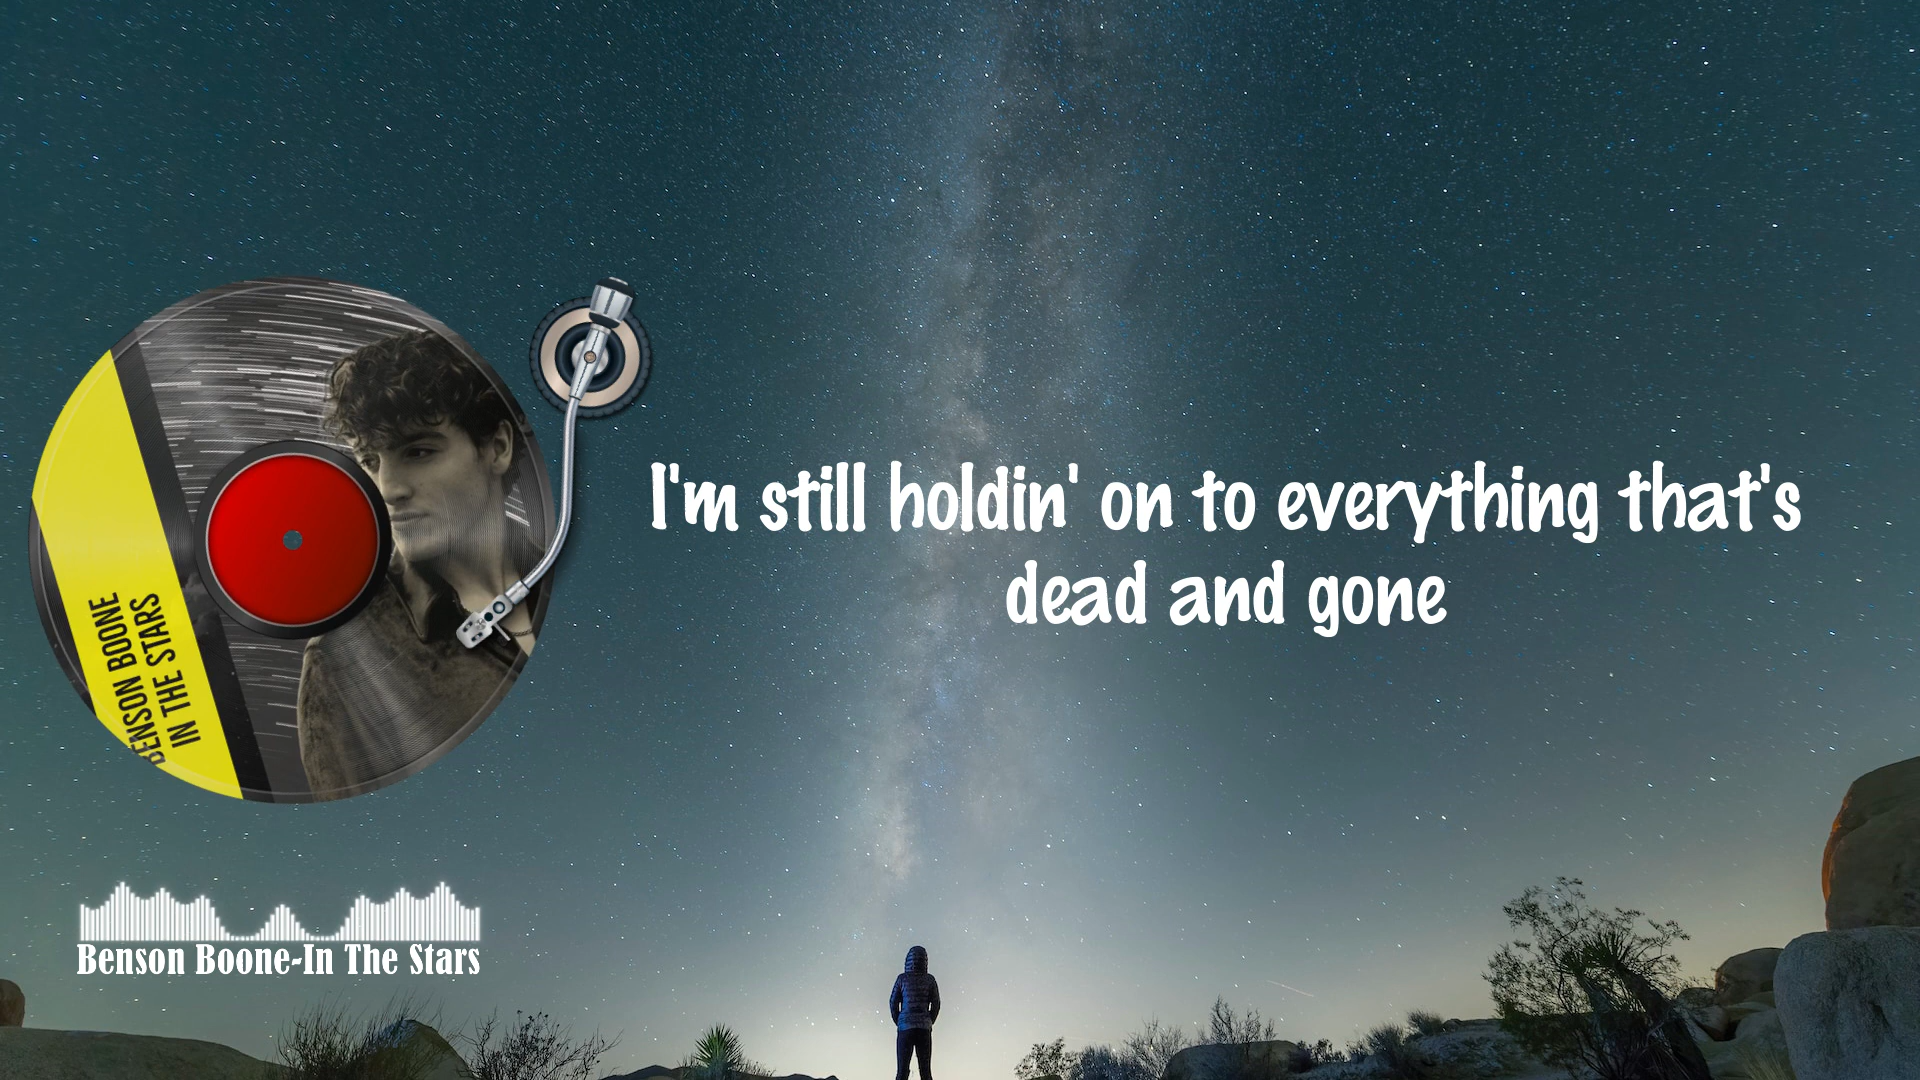 BENSON BOONE
IN THE STARS
I'm still holdin' on to everything that's
dead and gone
Benson Boone-In The Stars